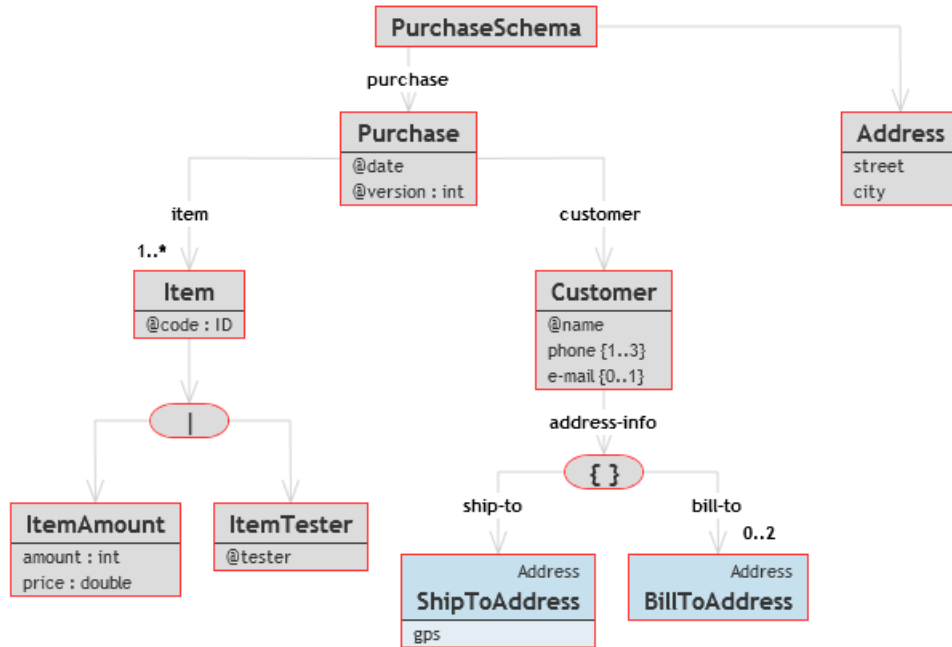 PurchaseSchema
purchase
Purchase
@date
@version : int
Address
street
city
item
1..*
customer
Item
@code : ID
Customer
@name
phone {1..3}
e-mail {0..1}
|
address-info
{ }
ship-to
bill-to
0..2
ItemAmount
amount : int
price : double
ItemTester
@tester
Address
ShipToAddress
gps
Address
BillToAddress